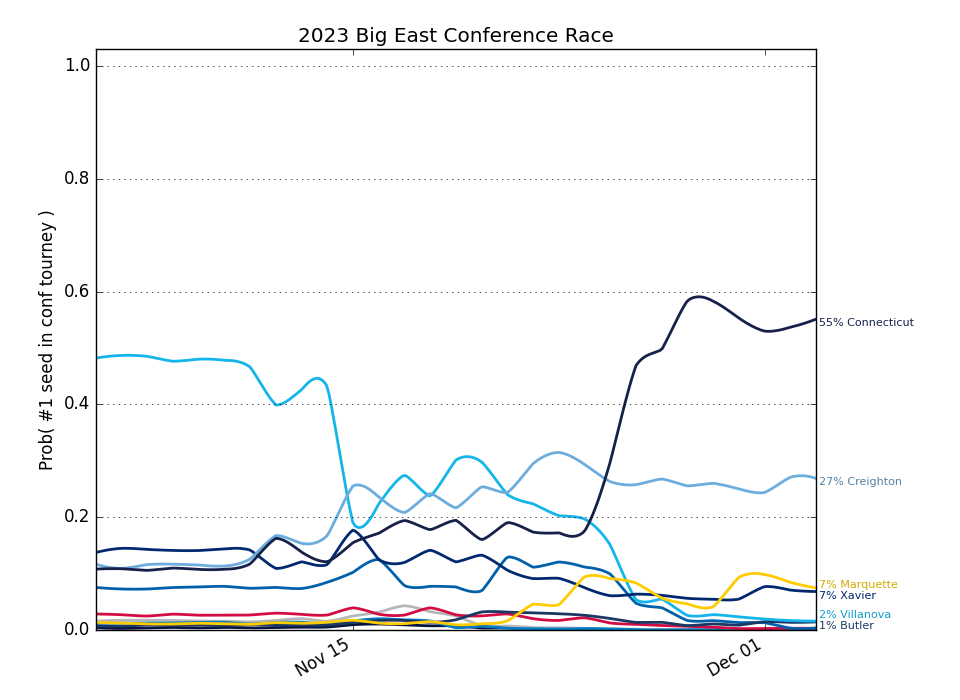 2023 Big East Conference Race
Prob( #1 seed in conf tourney )
1.0
0.8
0.6
0.4
0.2
0.0
Nov 15
Dec 01
55% Connecticut
27% Creighton
7% Marquette
7% Xavier
2% Villanova
1% Butler